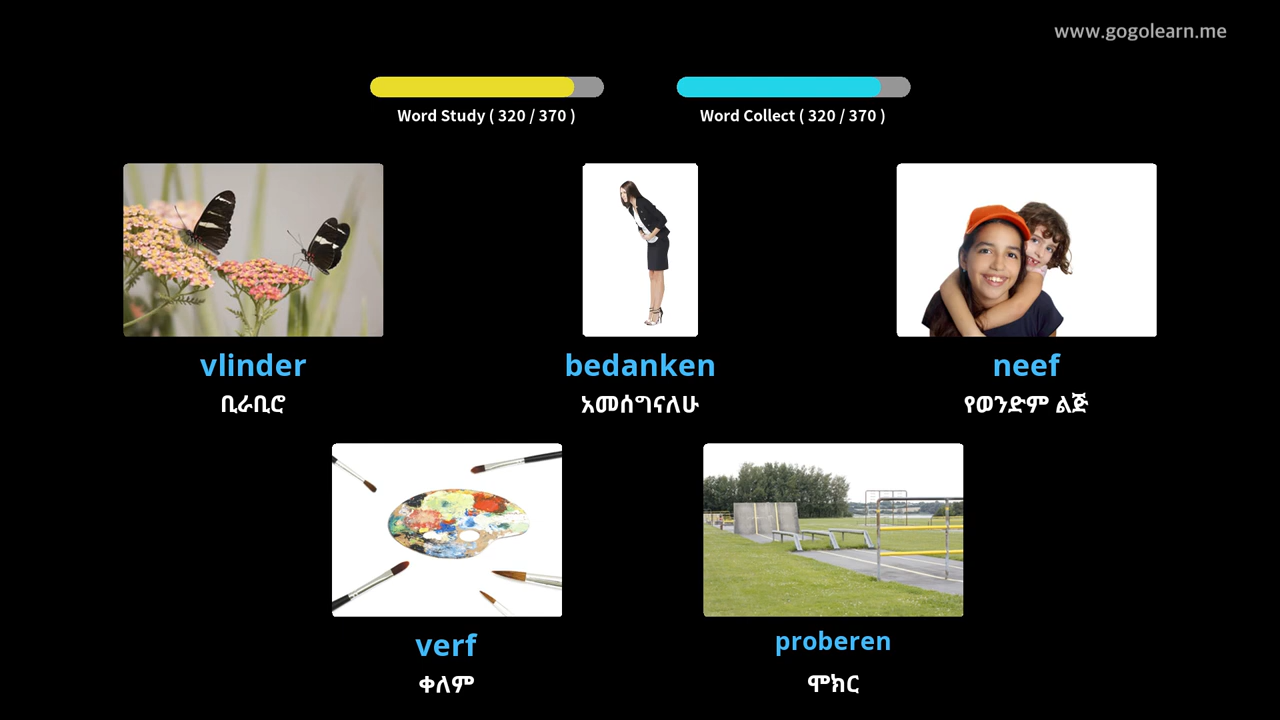 www.gogolearn.me
Word Study ( 320 / 370 )
Word Collect ( 320 / 370 )
vlinder
ቢራቢሮ
bedanken
አመሰግናለሁ
neef
የወንድም ልጅ
verf
ቀለም
proberen
ሞክር